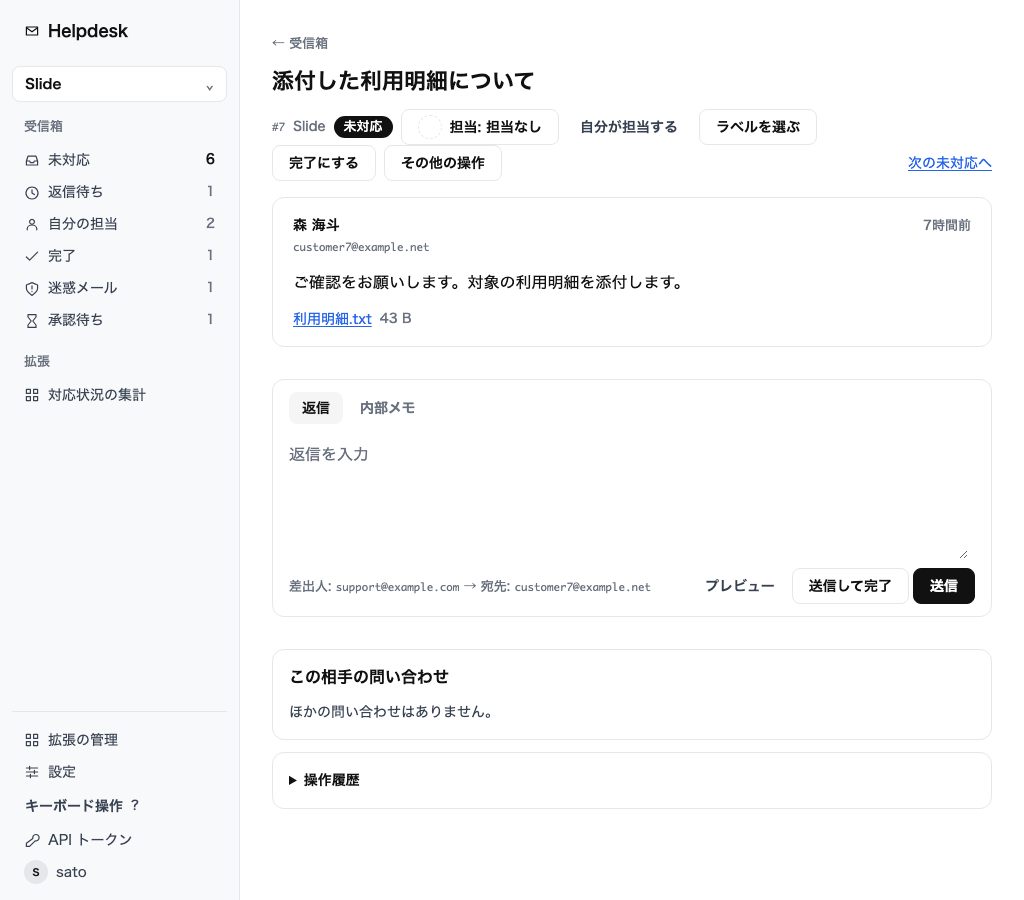 Helpdesk
Slide
受信箱
未対応 6
返信待ち 1
自分の担当 2
完了 1
迷惑メール 1
承認待ち 1
拡張
対応状況の集計
拡張の管理
設定
キーボード操作 ?
API トークン
S sato
← 受信箱
添付した利用明細について
#7 Slide 未対応 担当: 担当なし 自分が担当する ラベルを選ぶ
完了にする その他の操作 次の未対応へ
森 海斗 7時間前
customer7@example.net
ご確認をお願いします。対象の利用明細を添付します。
利用明細.txt 43 B
返信 内部メモ
返信を入力
差出人: support@example.com → 宛先: customer7@example.net プレビュー 送信して完了 送信
この相手の問い合わせ
ほかの問い合わせはありません。
操作履歴